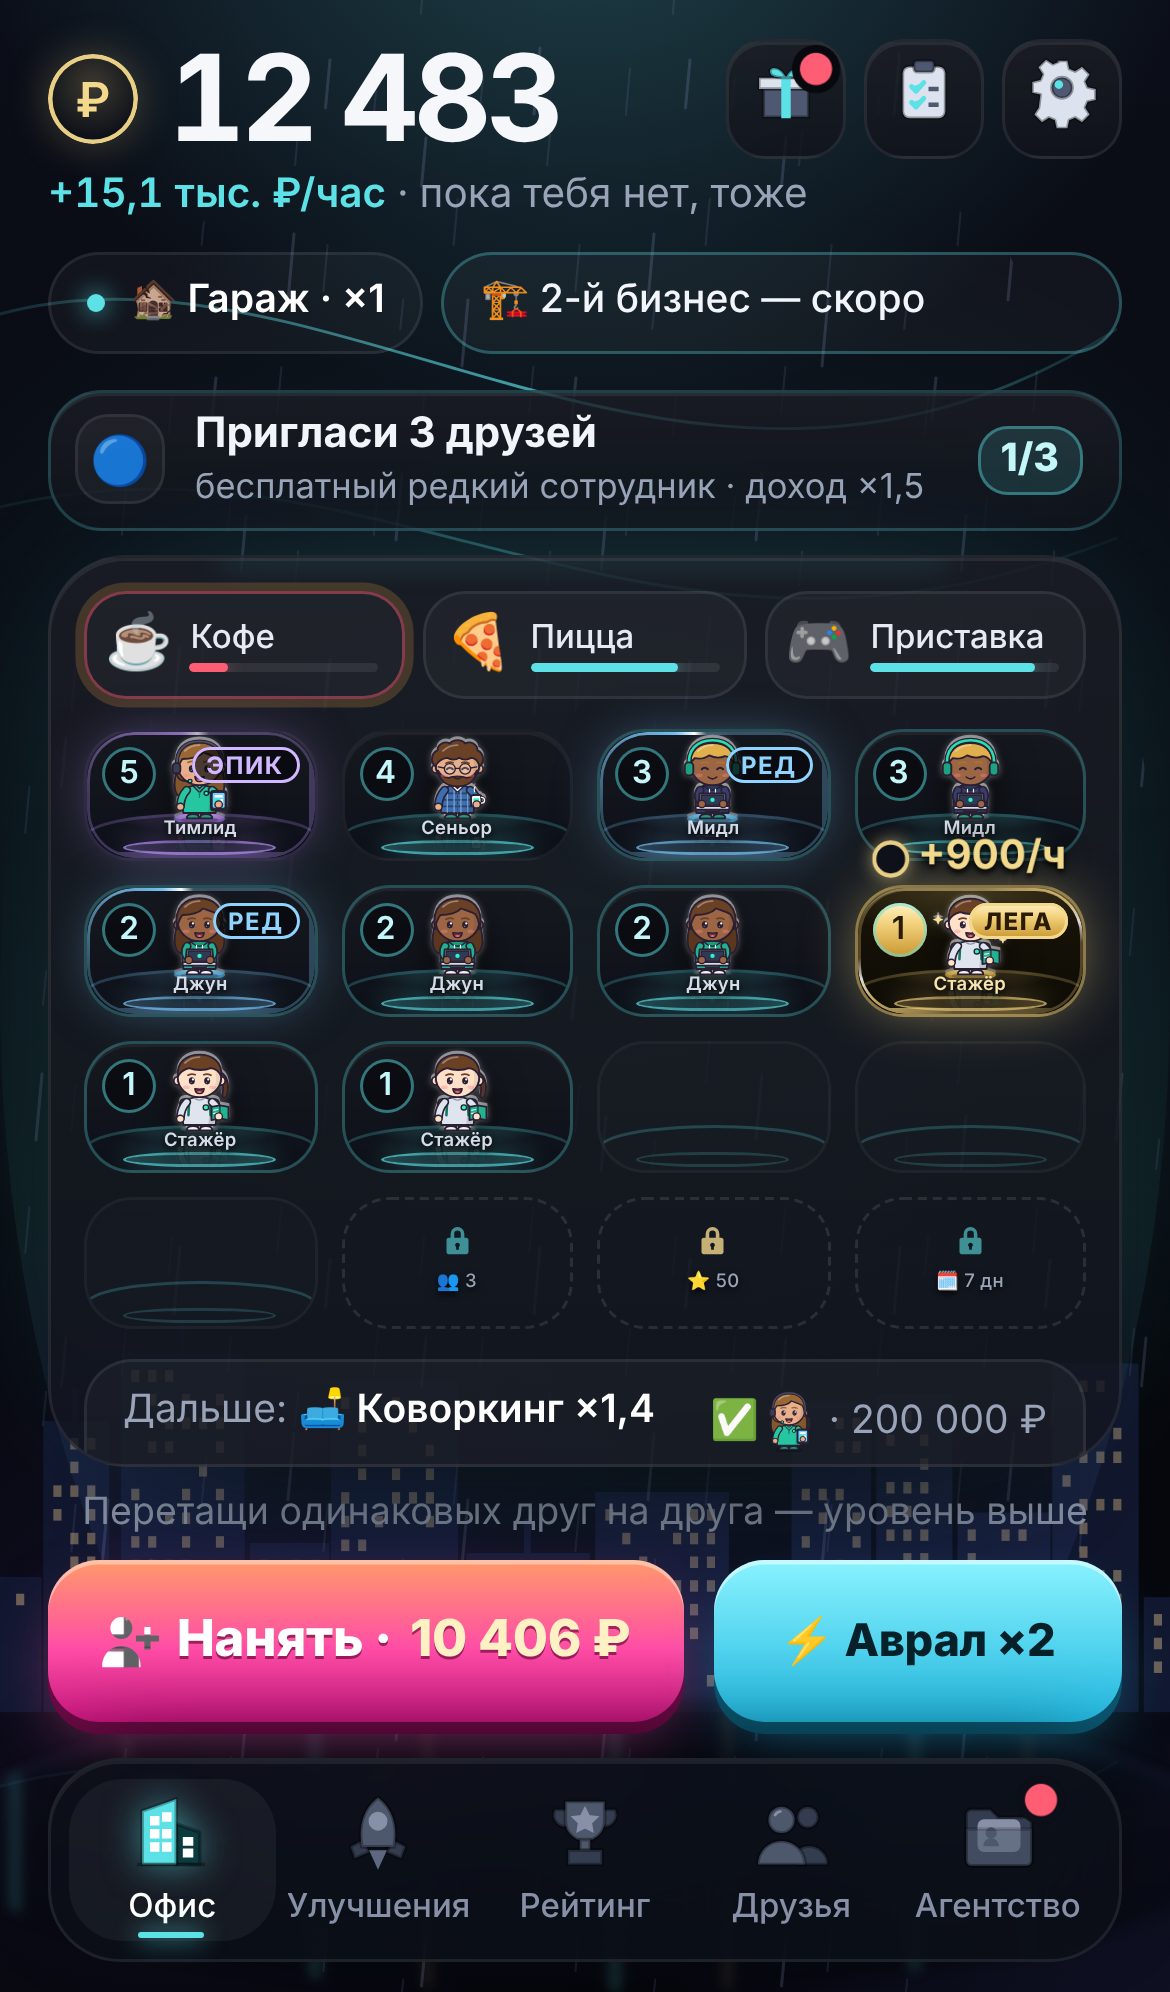 ₽ 12 483
+15,1 тыс. ₽/час · пока тебя нет, тоже
Гараж · ×1
2-й бизнес — скоро
Пригласи 3 друзей
бесплатный редкий сотрудник · доход ×1,5
1/3
Кофе
Пицца
Приставка
5 ЭПИК
Тимлид
4
Сеньор
3 РЕД
Мидл
3
Мидл
+900/ч
2 РЕД
Джун
2
Джун
2
Джун
1 ЛЕГА
Стажёр
1
Стажёр
1
Стажёр
3
50
7 дн
Дальше: Коворкинг ×1,4 · 200 000 ₽
Перетащи одинаковых друг на друга — уровень выше
Нанять · 10 406 ₽
Аврал ×2
Офис
Улучшения
Рейтинг
Друзья
Агентство